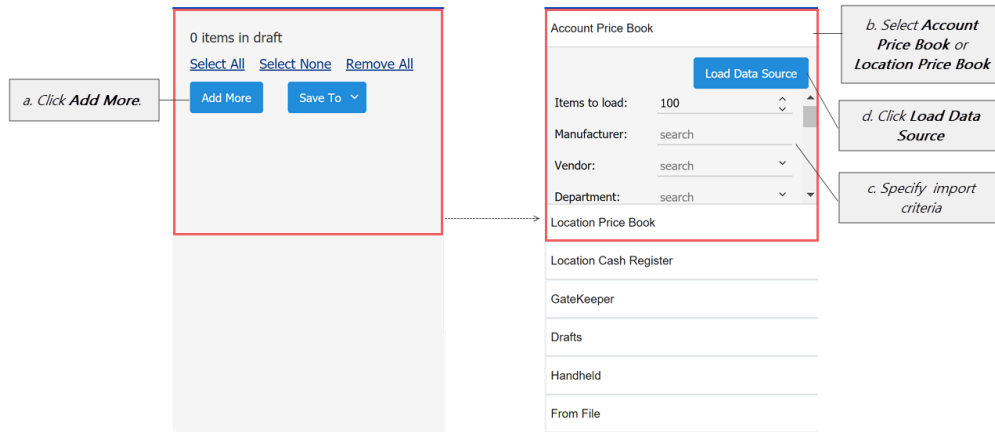 0 items in draft
Select All Select None Remove All
Add More Save To
a. Click Add More.
Account Price Book
Load Data Source
Items to load: 100
Manufacturer: search
Vendor: search
Department: search
Location Price Book
Location Cash Register
GateKeeper
Drafts
Handheld
From File
b. Select Account
Price Book or
Location Price Book
d. Click Load Data
Source
c. Specify import
criteria